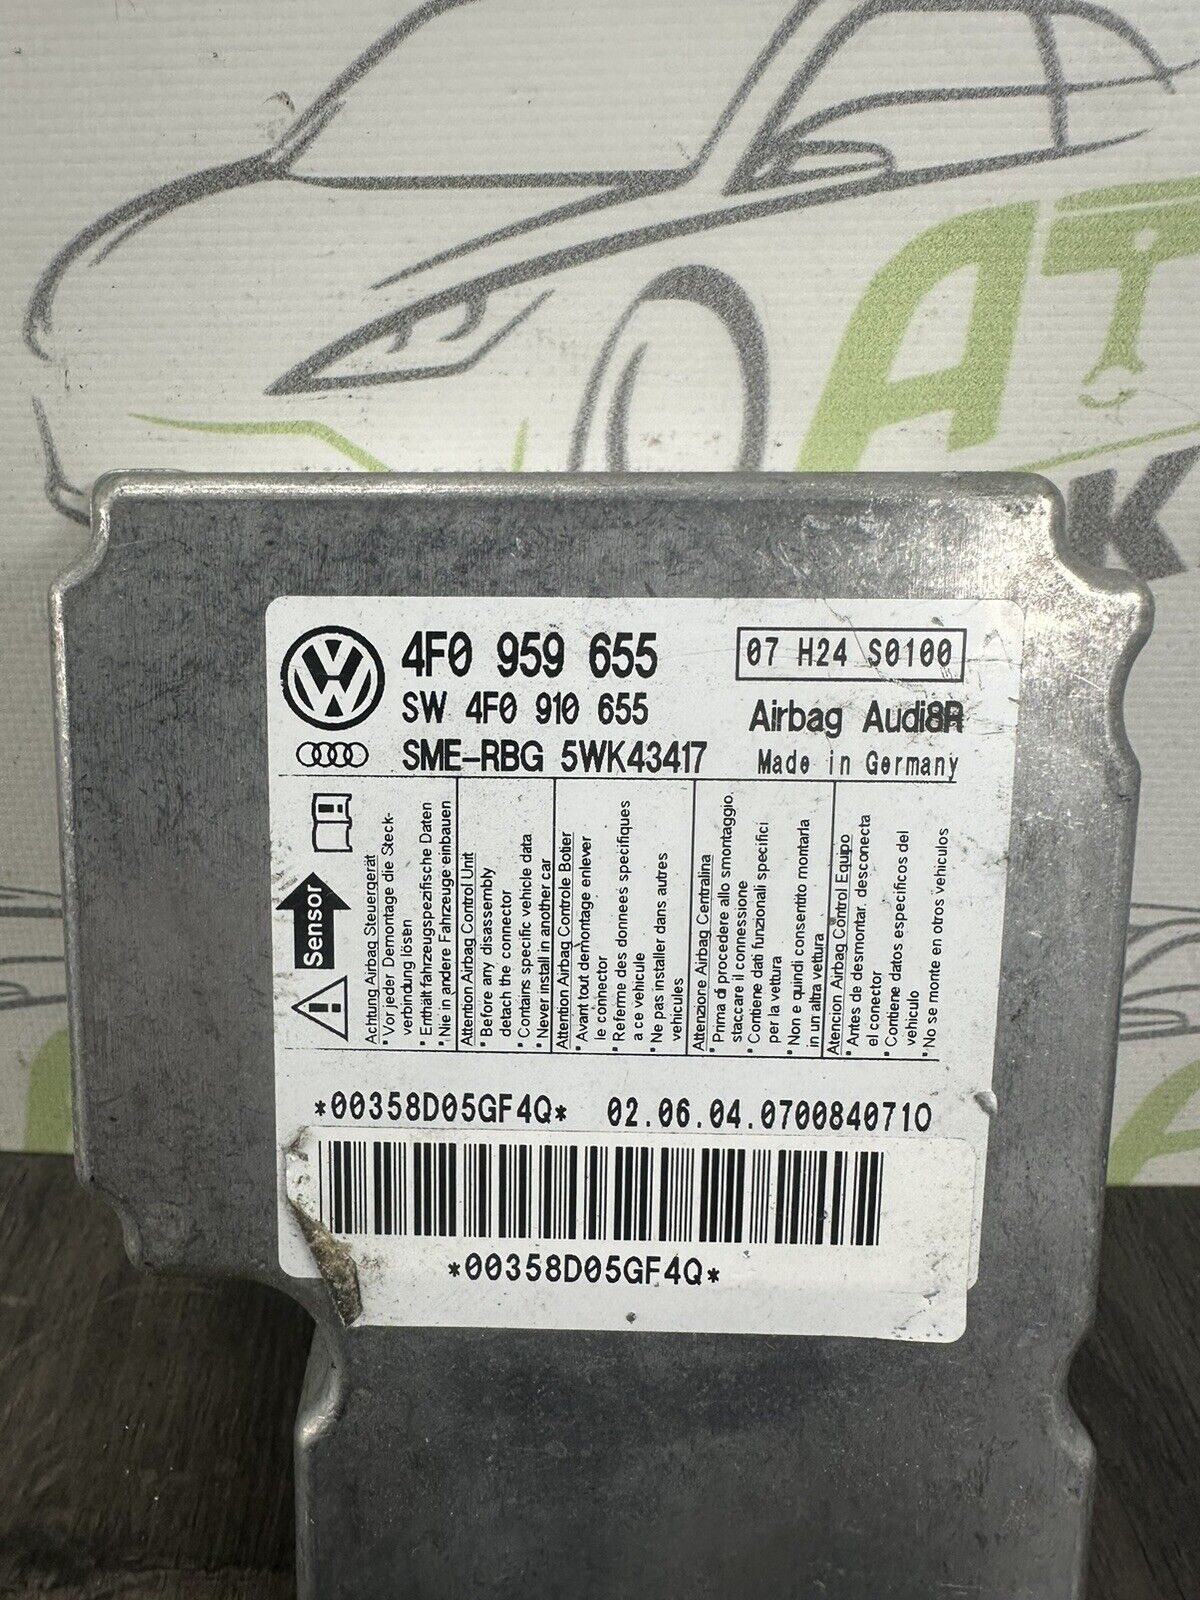 AT
K
4F0 959 655
07 H24 S0100
SW 4F0 910 655
Airbag Audi8R
SME-RBG 5WK43417
Made in Germany
Sensor
Achtung Airbag Steuergerät
* Vor jeder Demontage die Steck-
verbindung lösen
* Enthält fahrzeugspezifische Daten
* Nie in andere Fahrzeuge einbauen
Attention Airbag Control Unit
* Before any disassembly
detach the connector
* Contains specific vehicle data
* Never install in another car
Attention Airbag Controle Botier
* Avant tout demontage enlever
le connector
* Referme des donnees specifiques
a ce vehicule
* Ne pas installer dans autres
vehicules
Attenzione Airbag Centralina
* Prima di procedere allo smontaggio
staccare il connessione
* Contiene dati funzionali specifici
per la vettura
* Non e quindi consentito montarla
in un altra vettura
Atencion Airbag Control Equipo
* Antes de desmontar. desconecta
el conector
* Contiene datos especificos del
vehiculo
* No se monte en otros vehiculos
*00358D05GF4Q* 02.06.04.0700840710
*00358D05GF4Q*